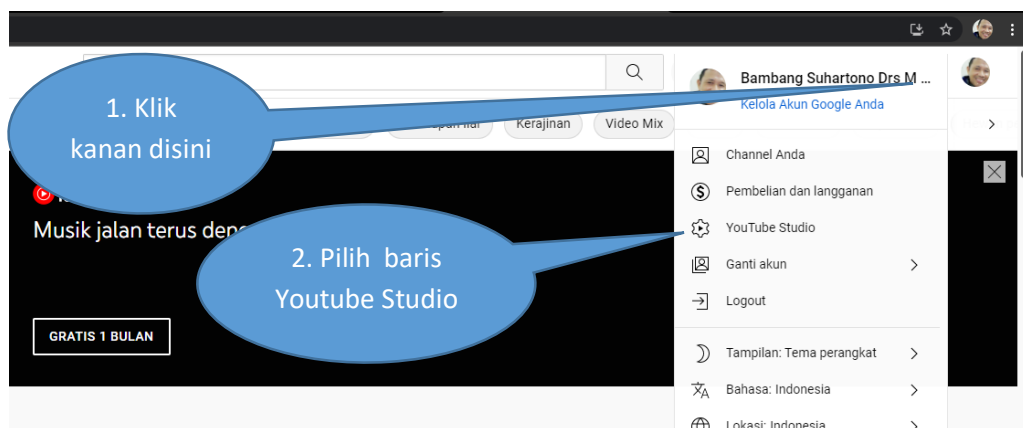 1. Klik
kanan disini
Bambang Suhartono Drs M ...
Kelola Akun Google Anda
Kerajinan
Video Mix
Channel Anda
Pembelian dan langganan
Musik jalan terus
YouTube Studio
2. Pilih baris
Youtube Studio
Ganti akun
Logout
GRATIS 1 BULAN
Tampilan: Tema perangkat
Bahasa: Indonesia
Lokasi: Indonesia